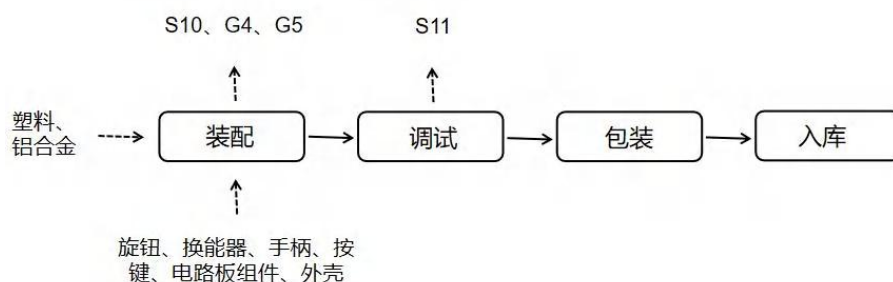 S10、G4、G5
S11
塑料、
铝合金
装配
调试
包装
入库
旋钮、换能器、手柄、按
键、电路板组件、外壳